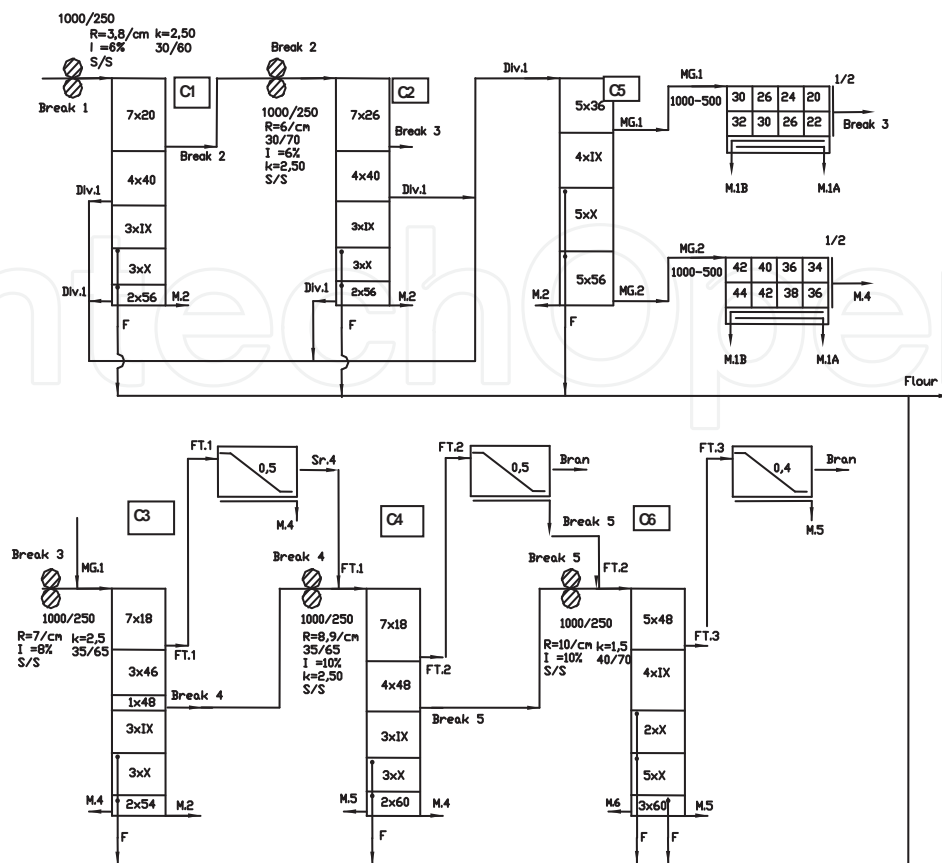 1000/250
R=3,8/cm k=2,50
I =6% 30/60
S/S
Break 1
C1
7x20
4x40
3xIX
3xX
2x56
Break 2
Div.1
Div.1
M.2
F
Break 2
1000/250
R=6/cm
30/70
I =6%
k=2,50
S/S
C2
7x26
4x40
3xIX
3xX
2x56
Break 3
Div.1
Div.1
M.2
F
Div.1
C5
5x36
4xIX
5xX
5x56
MG.1
MG.2
M.2
F
MG.1
1000-500
1/2
30 26 24 20
32 30 26 22
Break 3
M.1B
M.1A
MG.2
1000-500
1/2
42 40 36 34
44 42 38 36
M.4
M.1B
M.1A
Flour
ntechOpe
FT.1
0,5
Sr.4
M.4
C3
Break 3
MG.1
1000/250
R=7/cm k=2,5
I =8% 35/65
S/S
7x18
3x46
1x48
3xIX
3xX
2x54
FT.1
Break 4
M.4
M.2
F
FT.2
0,5
Bran
Break 5
C4
Break 4
FT.1
1000/250
R=8,9/cm
35/65
I =10%
k=2,50
S/S
7x18
4x48
3xIX
3xX
2x60
FT.2
Break 5
M.5
M.4
F
FT.3
0,4
Bran
M.5
C6
Break 5
FT.2
1000/250
R=10/cm k=1,5
I =10% 40/70
S/S
5x48
4xIX
2xX
5xX
3x60
FT.3
M.6
M.5
F F